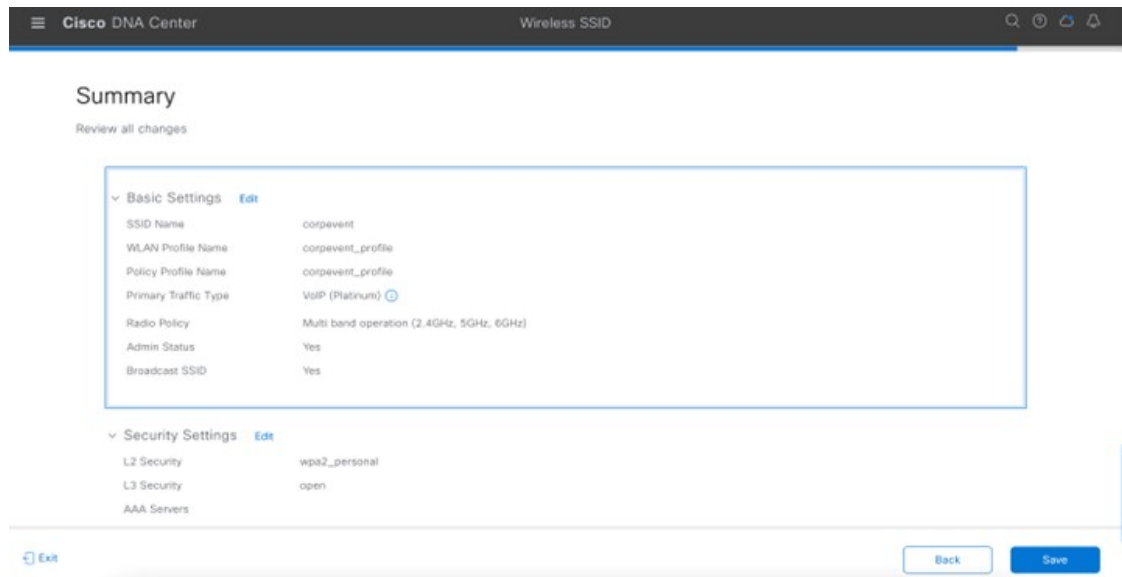 Cisco DNA Center
Wireless SSID
Summary
Review all changes
Basic Settings Edit
SSID Name corpevent
WLAN Profile Name corpevent_profile
Policy Profile Name corpevent_profile
Primary Traffic Type VoIP (Platinum)
Radio Policy Multi band operation (2.4GHz, 5GHz, 6GHz)
Admin Status Yes
Broadcast SSID Yes
Security Settings Edit
L2 Security wpa2_personal
L3 Security open
AAA Servers
Exit
Back
Save